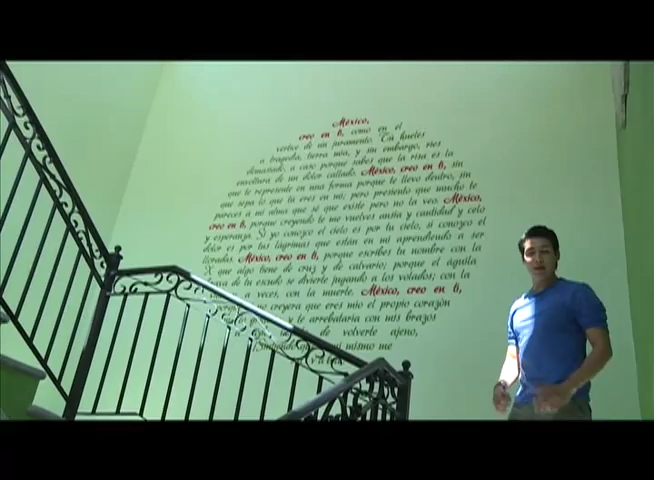 México,
creo en ti, como en el
vértice de un juramento. Tú hueles
a tragedia, tierra mía, y sin embargo, ríes
demasiado, a caso porque sabes que la risa es la
envoltura de un dolor callado. México, creo en ti, sin
que te represente en una forma porque te llevo dentro, sin
que sepa lo que tu eres en mi; pero presiento que mucho te
pareces a mi alma que sé que existe pero no la veo. México,
creo en ti, porque creyendo te me vuelves ansia y cantidad y celo
y esperanza. Si yo conozco el cielo es por tu cielo, si conozco el
dolor es por tus lágrimas que están en mi aprendiendo a ser
lloradas. México, creo en ti, porque escribes tu nombre con la
X que algo tiene de cruz y de calvario; porque el águila
brava de tu escudo se divierte jugando a los volados: con la
veces, con la muerte. México, creo en ti,
que eres mío el propio corazón
y te arrebataría con mis brazos
de volverte ajeno,
mismo me